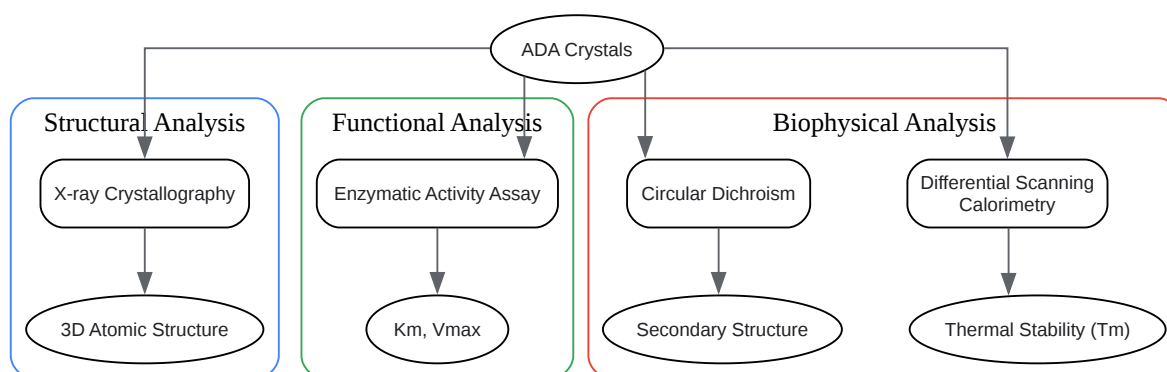 ADA Crystals
Structural Analysis
Functional Analysis
Biophysical Analysis
X-ray Crystallography
Enzymatic Activity Assay
Circular Dichroism
Differential Scanning
Calorimetry
3D Atomic Structure
Km, Vmax
Secondary Structure
Thermal Stability (Tm)